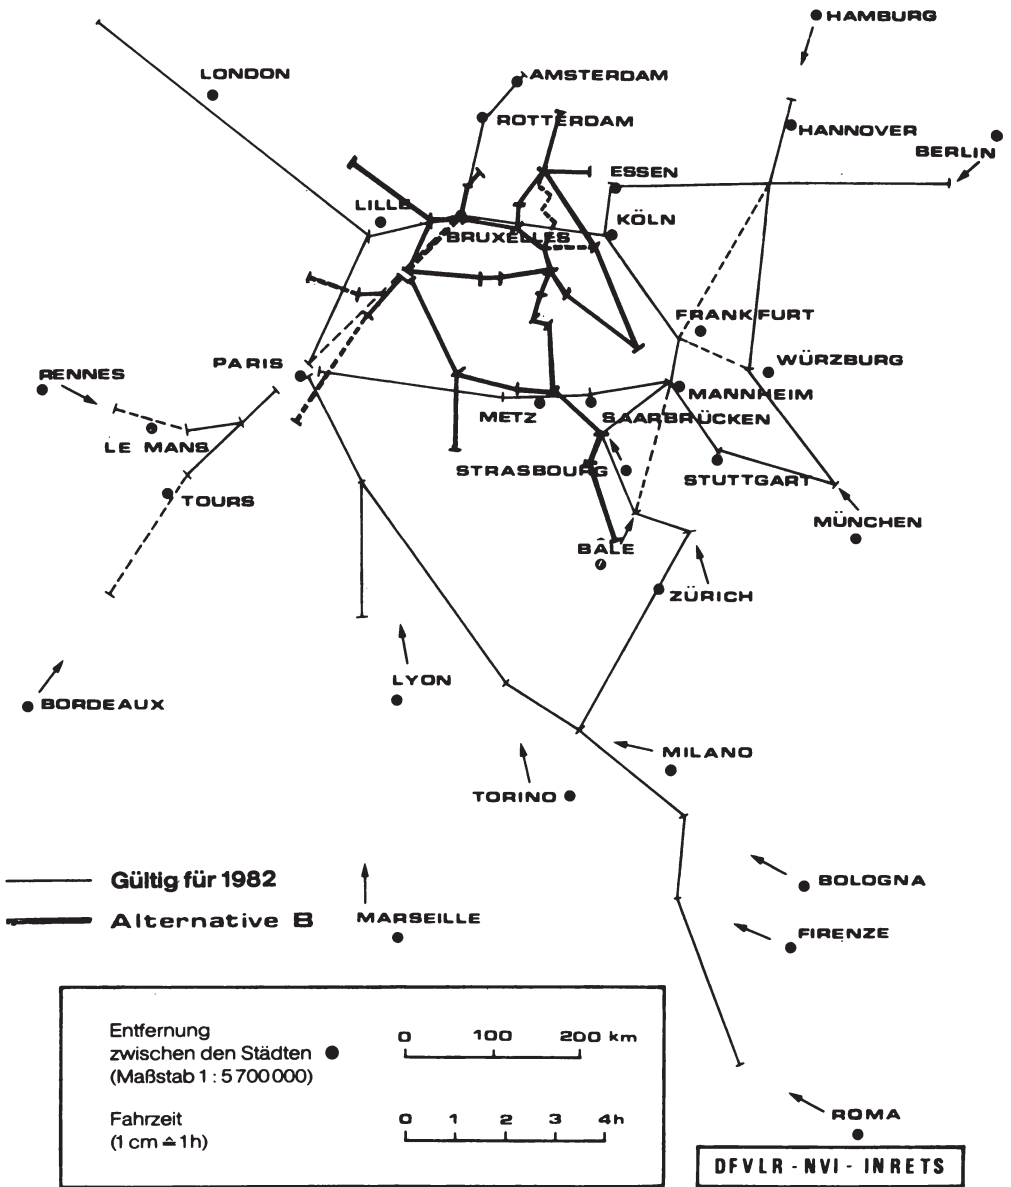 HAMBURG
LONDON
AMSTERDAM
ROTTERDAM
HANNOVER
BERLIN
ESSEN
LILLE
KÖLN
BRUXELLES
FRANKFURT
PARIS
WÜRZBURG
RENNES
MANNHEIM
METZ
SAARBRÜCKEN
LE MANS
STRASBOURG
STUTTGART
TOURS
MÜNCHEN
BÂLE
ZÜRICH
LYON
BORDEAUX
MILANO
TORINO
Gültig für 1982
BOLOGNA
Alternative B
MARSEILLE
FIRENZE
Entfernung
zwischen den Städten
(Maßstab 1 : 5 700 000)
0 100 200 km
Fahrzeit
(1 cm ≙ 1h)
0 1 2 3 4h
ROMA
DFVLR - NVI - INRETS